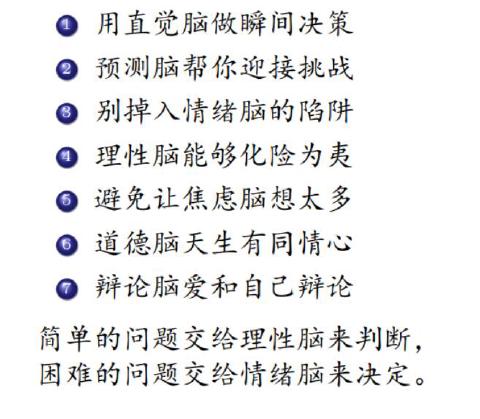 1 用直觉脑做瞬间决策
2 预测脑帮你迎接挑战
3 别掉入情绪脑的陷阱
4 理性脑能够化险为夷
5 避免让焦虑脑想太多
6 道德脑天生有同情心
7 辩论脑爱和自己辩论
简单的问题交给理性脑来判断，
困难的问题交给情绪脑来决定。